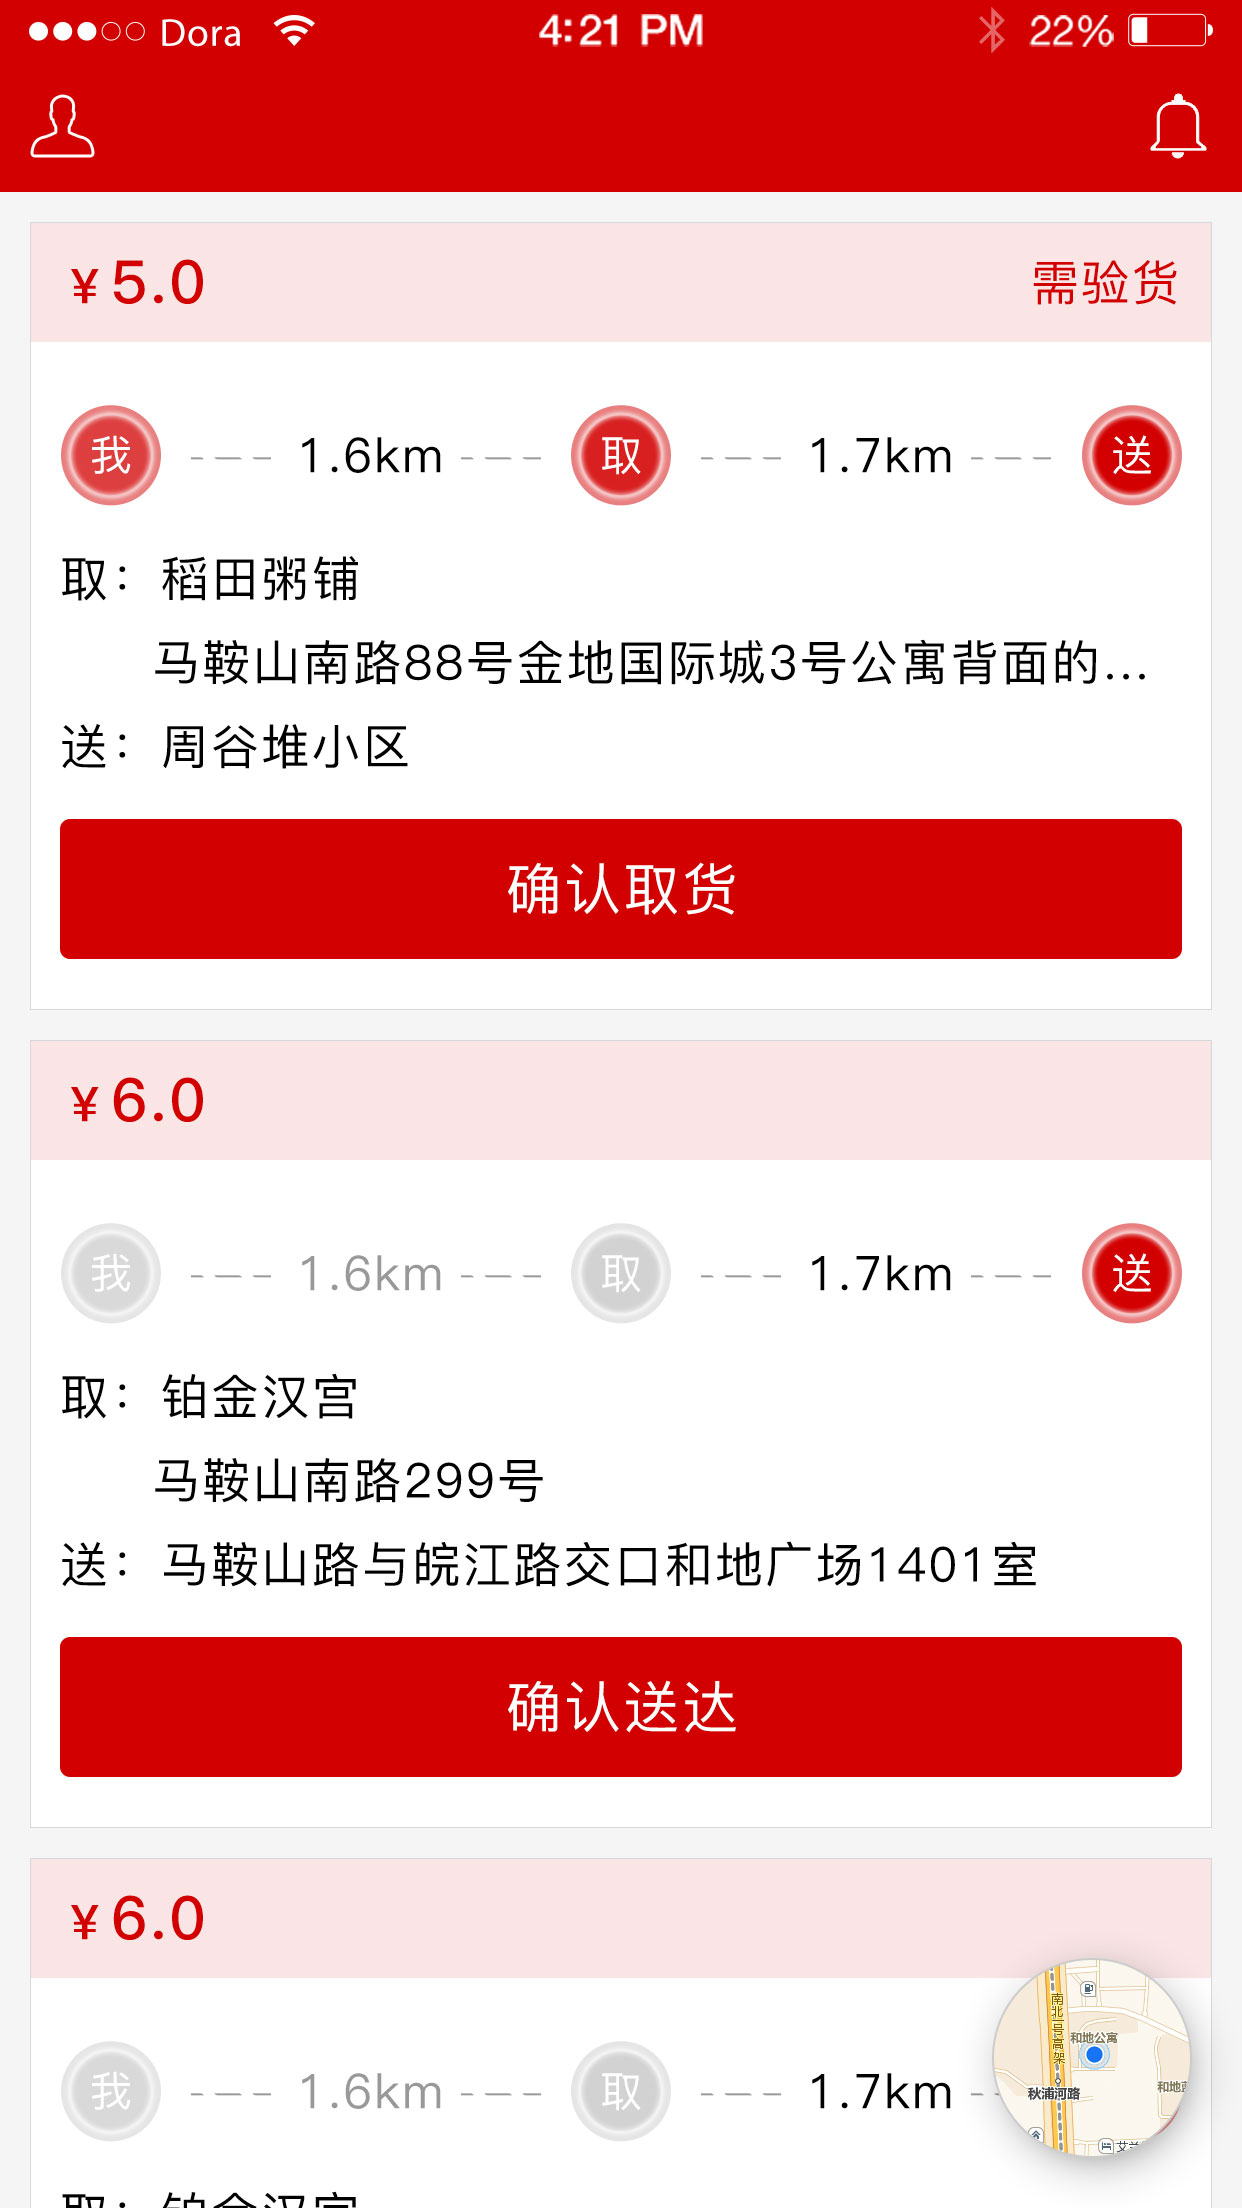 Dora 4:21 PM 22%
¥5.0 需验货
我 1.6km 取 1.7km 送
取：稻田粥铺
马鞍山南路88号金地国际城3号公寓背面的...
送：周谷堆小区
确认取货
¥6.0
我 1.6km 取 1.7km 送
取：铂金汉宫
马鞍山南路299号
送：马鞍山路与皖江路交口和地广场1401室
确认送达
¥6.0
南北一号高架
和地公寓
我 1.6km 取 1.7km
秋浦河路
和地
艾兰
取：铂金汉宫